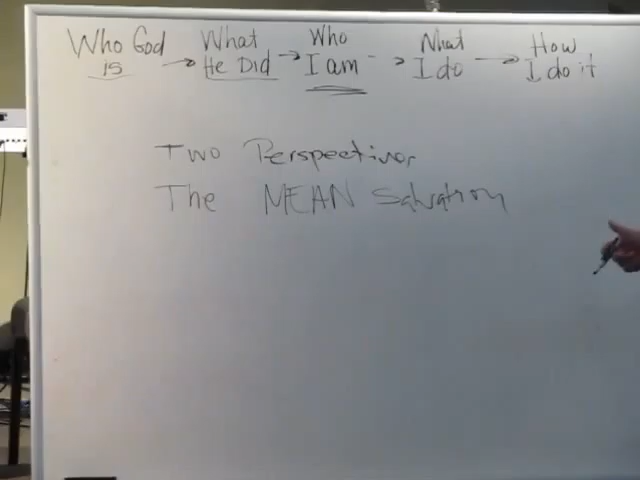 Who God is → What He Did → Who I am → What I do → How I do it
Two Perspectives
The MEAN Salvation